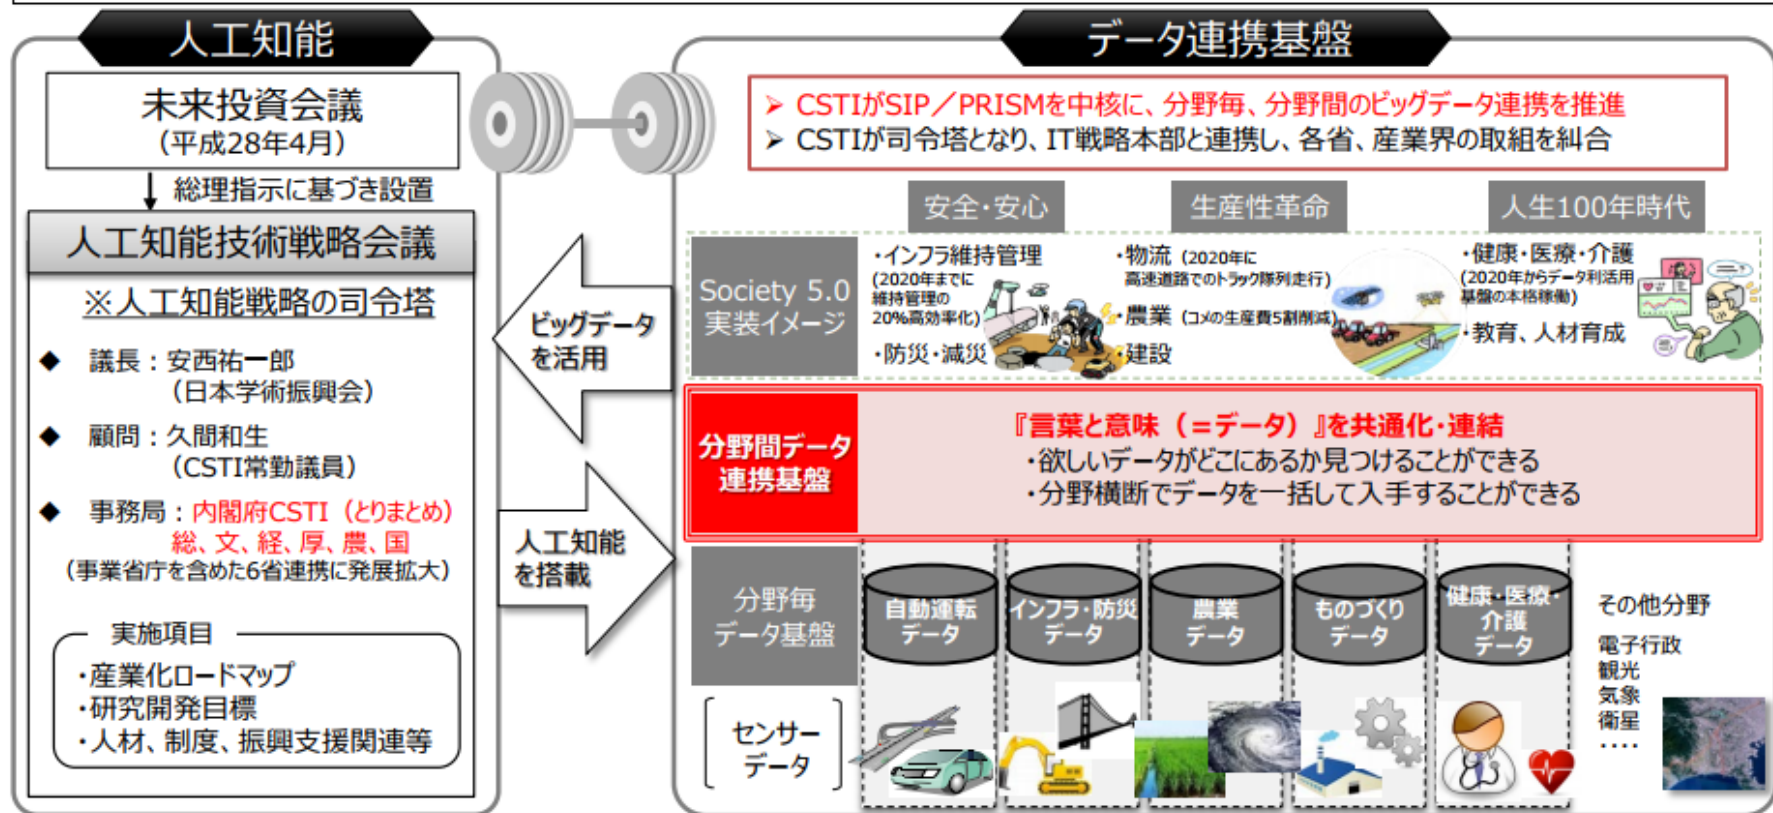 人工知能
未来投資会議
（平成28年4月）
総理指示に基づき設置
人工知能技術戦略会議
※人工知能戦略の司令塔
◆ 議長：安西祐一郎
（日本学術振興会）
◆ 顧問：久間和生
（CSTI常勤議員）
◆ 事務局：内閣府CSTI（とりまとめ）
総、文、経、厚、農、国
（事業省庁を含めた6省連携に発展拡大）
実施項目
・産業化ロードマップ
・研究開発目標
・人材、制度、振興支援関連等
ビッグデータ
を活用
人工知能
を搭載
データ連携基盤
➢ CSTIがSIP／PRISMを中核に、分野毎、分野間のビッグデータ連携を推進
➢ CSTIが司令塔となり、IT戦略本部と連携し、各省、産業界の取組を糾合
安全・安心
生産性革命
人生100年時代
Society 5.0
実装イメージ
・インフラ維持管理
(2020年までに
維持管理の
20%高効率化)
・防災・減災
・物流 (2020年に
高速道路でのトラック隊列走行)
・農業 (コメの生産費5割削減)
・建設
・健康・医療・介護
(2020年からデータ利活用
基盤の本格稼働)
・教育、人材育成
分野間データ
連携基盤
『言葉と意味（＝データ）』を共通化・連結
・欲しいデータがどこにあるか見つけることができる
・分野横断でデータを一括して入手することができる
分野毎
データ基盤
自動運転
データ
インフラ・防災
データ
農業
データ
ものづくり
データ
健康・医療・
介護
データ
その他分野
電子行政
観光
気象
衛星
‥‥
センサー
データ